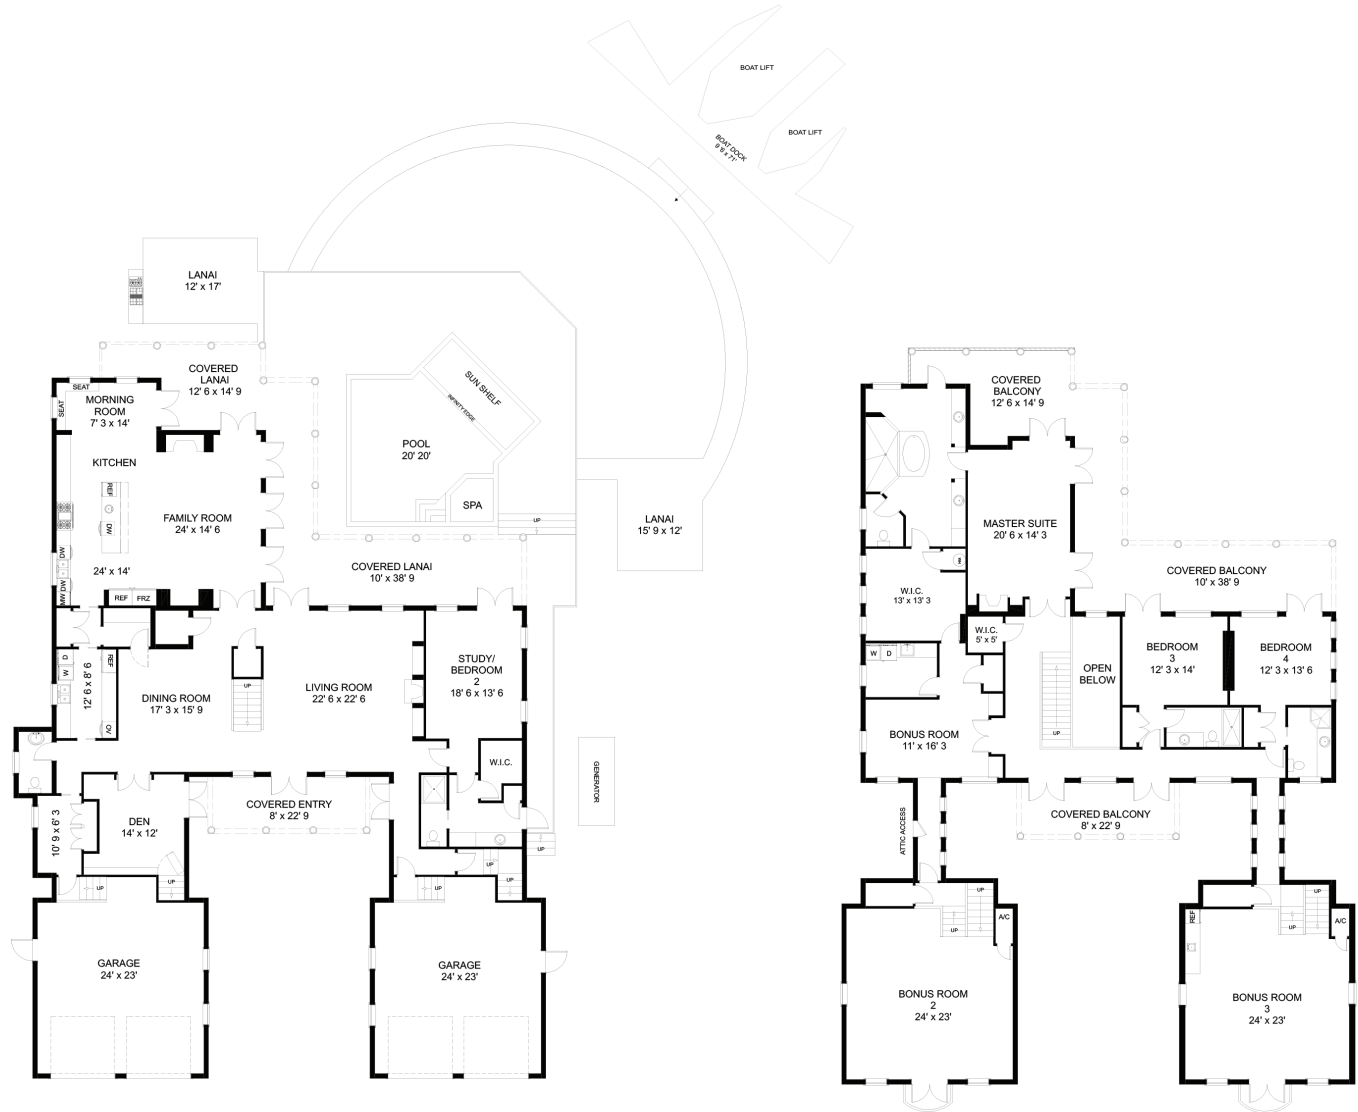 BOAT LIFT
BOAT LIFT
BOAT DOCK
9' 6 x 71'
LANAI
12' x 17'
COVERED
LANAI
12' 6 x 14' 9
SEAT
SEAT
MORNING
ROOM
7' 3 x 14'
SUN SHELF
INFINITY EDGE
POOL
20' 20'
SPA
UP
LANAI
15' 9 x 12'
KITCHEN
REF
DW
FAMILY ROOM
24' x 14' 6
24' x 14'
DW
DW
MW
REF
FRZ
COVERED LANAI
10' x 38' 9
D
W
REF
12' 6 x 8' 6
OV
DINING ROOM
17' 3 x 15' 9
UP
LIVING ROOM
22' 6 x 22' 6
STUDY/
BEDROOM
2
18' 6 x 13' 6
W.I.C.
GENERATOR
COVERED ENTRY
8' x 22' 9
DEN
14' x 12'
10' 9 x 6' 3
UP
UP
UP
UP
UP
UP
GARAGE
24' x 23'
GARAGE
24' x 23'
COVERED
BALCONY
12' 6 x 14' 9
MASTER SUITE
20' 6 x 14' 3
COVERED BALCONY
10' x 38' 9
W.I.C.
13' x 13' 3
W.I.C.
5' x 5'
W
D
OPEN
BELOW
UP
BEDROOM
3
12' 3 x 14'
BEDROOM
4
12' 3 x 13' 6
BONUS ROOM
11' x 16' 3
ATTIC ACCESS
COVERED BALCONY
8' x 22' 9
UP
UP
A/C
BONUS ROOM
2
24' x 23'
REF
UP
UP
A/C
BONUS ROOM
3
24' x 23'